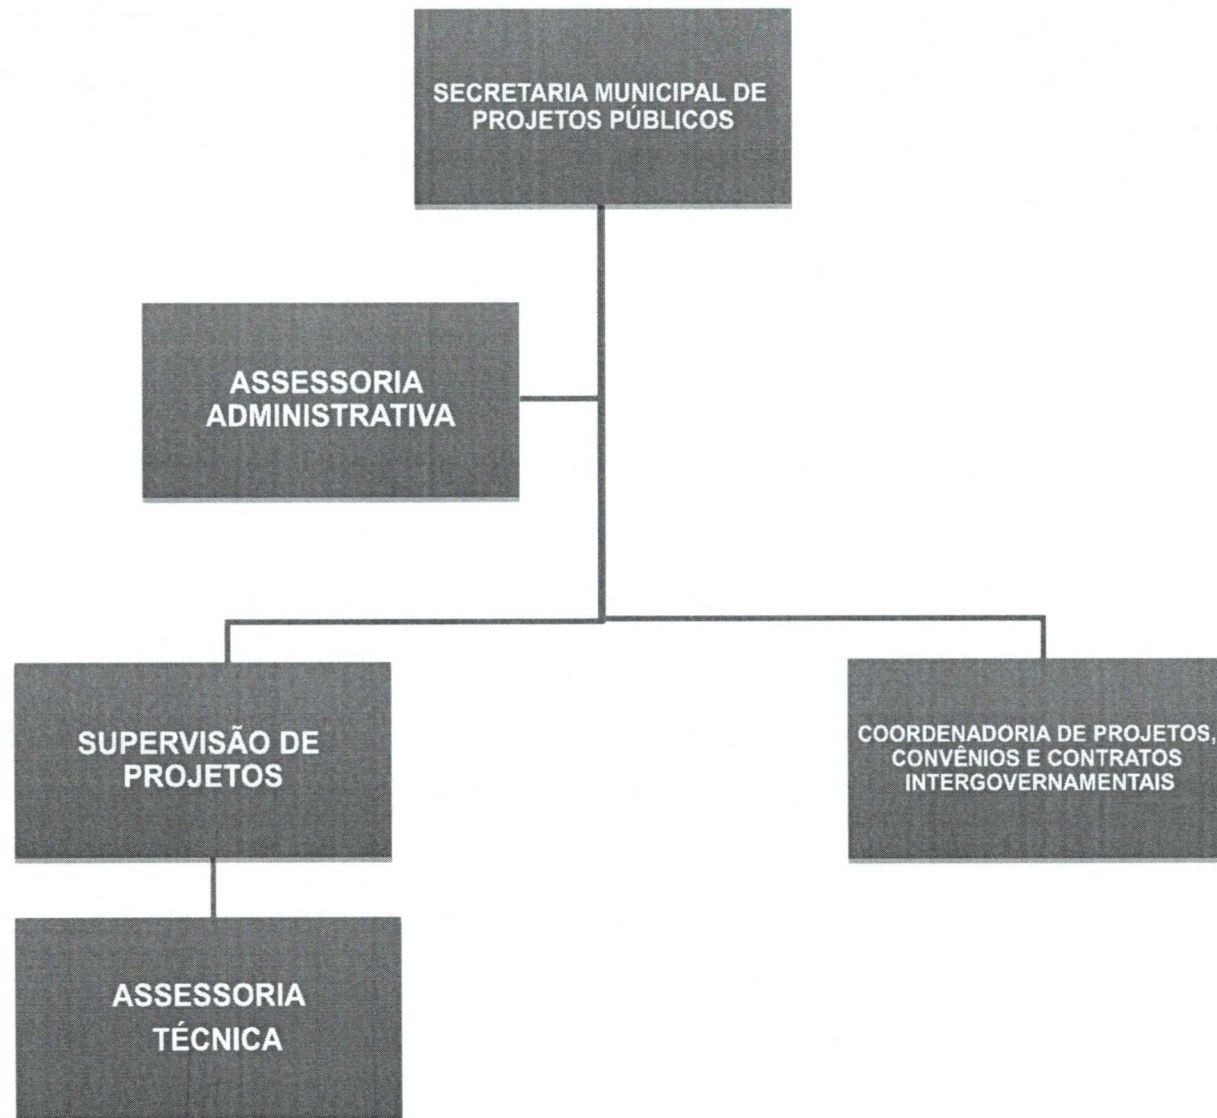 SECRETARIA MUNICIPAL DE
PROJETOS PÚBLICOS
ASSESSORIA
ADMINISTRATIVA
SUPERVISÃO DE
PROJETOS
COORDENADORIA DE PROJETOS,
CONVÊNIOS E CONTRATOS
INTERGOVERNAMENTAIS
ASSESSORIA
TÉCNICA